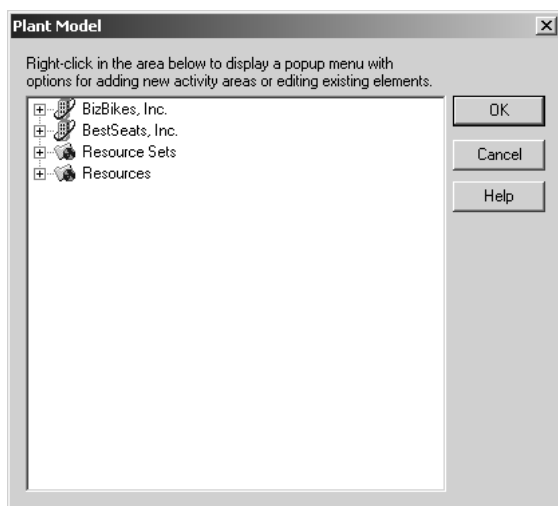 Plant Model
Right-click in the area below to display a popup menu with
options for adding new activity areas or editing existing elements.
BizBikes, Inc.
BestSeats, Inc.
Resource Sets
Resources
OK
Cancel
Help